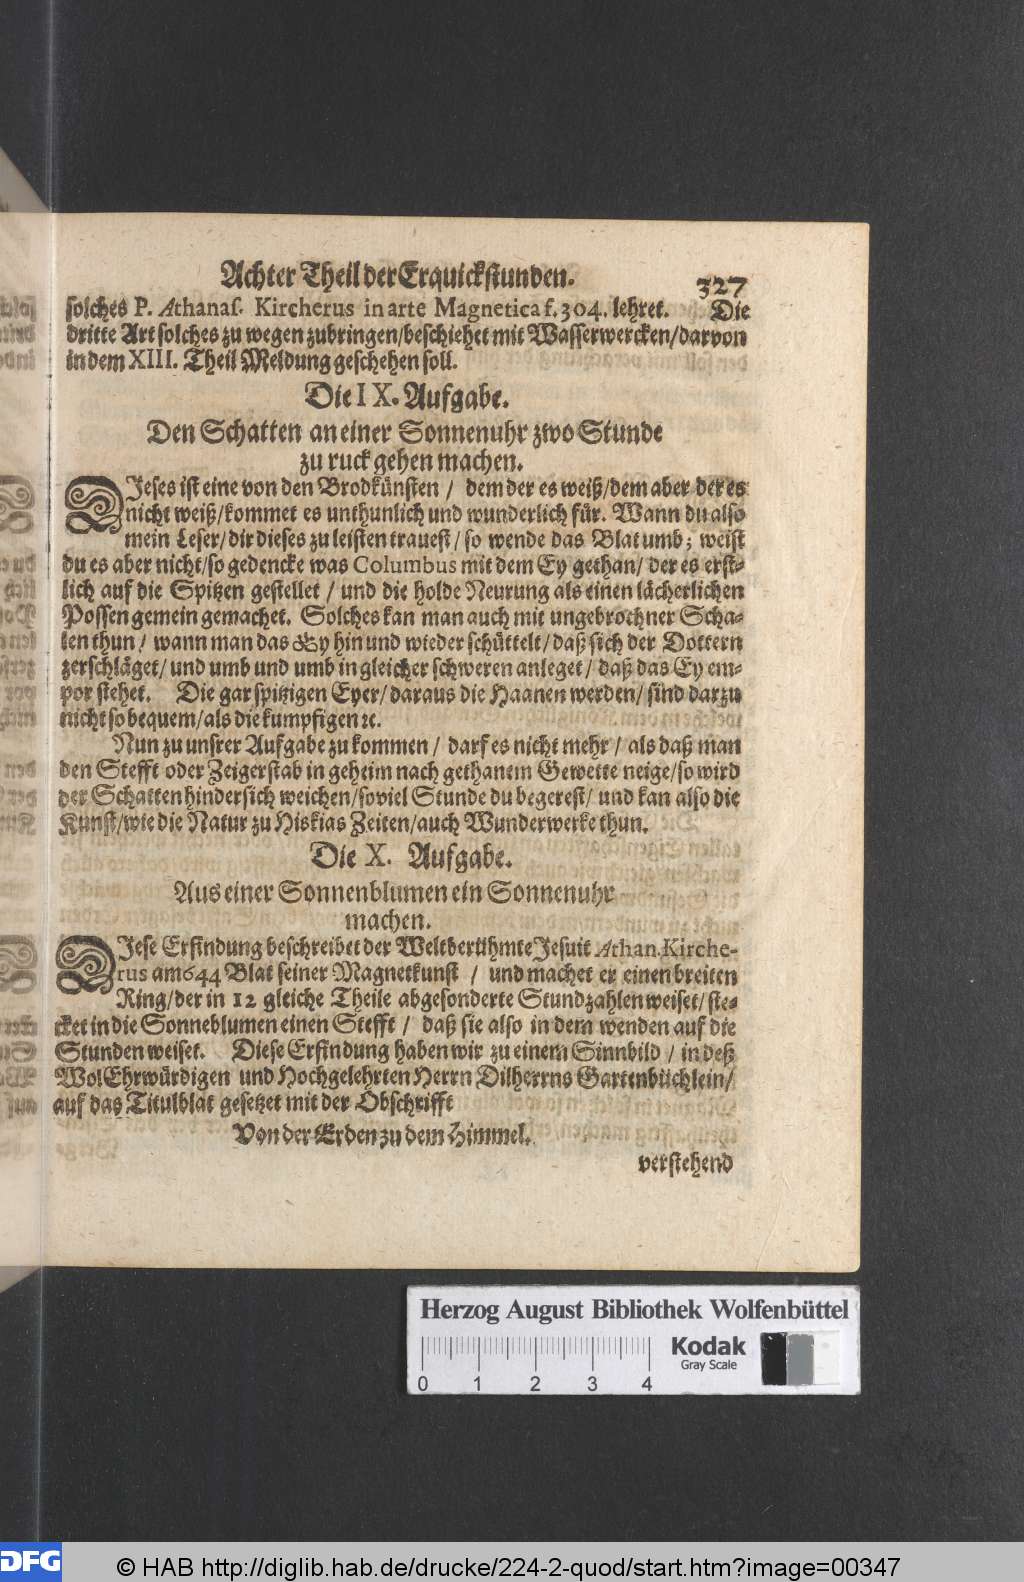 Achter Theil der Erquickstunden. 327
solches P. Athanas. Kircherus in arte Magnetica f. 304. lehret. Die
dritte Art solches zu wegen zubringen/beschiehet mit Wasserwercken/darvon
in dem XIII. Theil Meldung geschehen soll.
Die IX. Aufgabe.
Den Schatten an einer Sonnenuhr zwo Stunde
zu ruck gehen machen.
DIeses ist eine von den Brodkünsten / dem der es weiß/dem aber der es
nicht weiß/kommet es unthunlich und wunderlich für. Wann du also
mein Leser/dir dieses zu leisten trauest/so wende das Blat umb; weist
du es aber nicht/so gedencke was Columbus mit dem Ey gethan/ der es erst-
lich auf die Spitzen gestellet / und die holde Neurung als einen lächerlichen
Possen gemein gemachet. Solches kan man auch mit ungebrochner Scha-
len thun / wann man das Ey hin und wieder schüttelt/daß sich der Dottern
zerschläget/und umb und umb in gleicher schweren anleget/daß das Ey em-
por stehet. Die gar spitzigen Eyer/daraus die Haanen werden/sind darzu
nicht so bequem/als die kumpfigen ꝛc.
Nun zu unsrer Aufgabe zu kommen / darf es nicht mehr / als daß man
den Stefft oder Zeigerstab in geheim nach gethanem Gewette neige/so wird
der Schatten hindersich weichen/soviel Stunde du begerest/ und kan also die
Kunst/wie die Natur zu Hiskias Zeiten/auch Wunderwerke thun.
Die X. Aufgabe.
Aus einer Sonnenblumen ein Sonnenuhr
machen.
DIese Erfindung beschreibet der Weltberühmte Jesuit Athan. Kirche-
rus am 644 Blat seiner Magnetkunst / und machet er einen breiten
Ring/der in 12 gleiche Theile abgesonderte Stundzahlen weiset/ste-
cket in die Sonneblumen einen Stefft / daß sie also in dem wenden auf die
Stunden weiset. Diese Erfindung haben wir zu einem Sinnbild / in deß
WolEhrwürdigen und Hochgelehrten Herrn Dilherrns Gartenbüchlein/
auf das Titulblat gesetzet mit der Obschrifft
Von der Erden zu dem Himmel.
verstehend
Herzog August Bibliothek Wolfenbüttel
Kodak
Gray Scale
0 1 2 3 4
DFG © HAB http://diglib.hab.de/drucke/224-2-quod/start.htm?image=00347